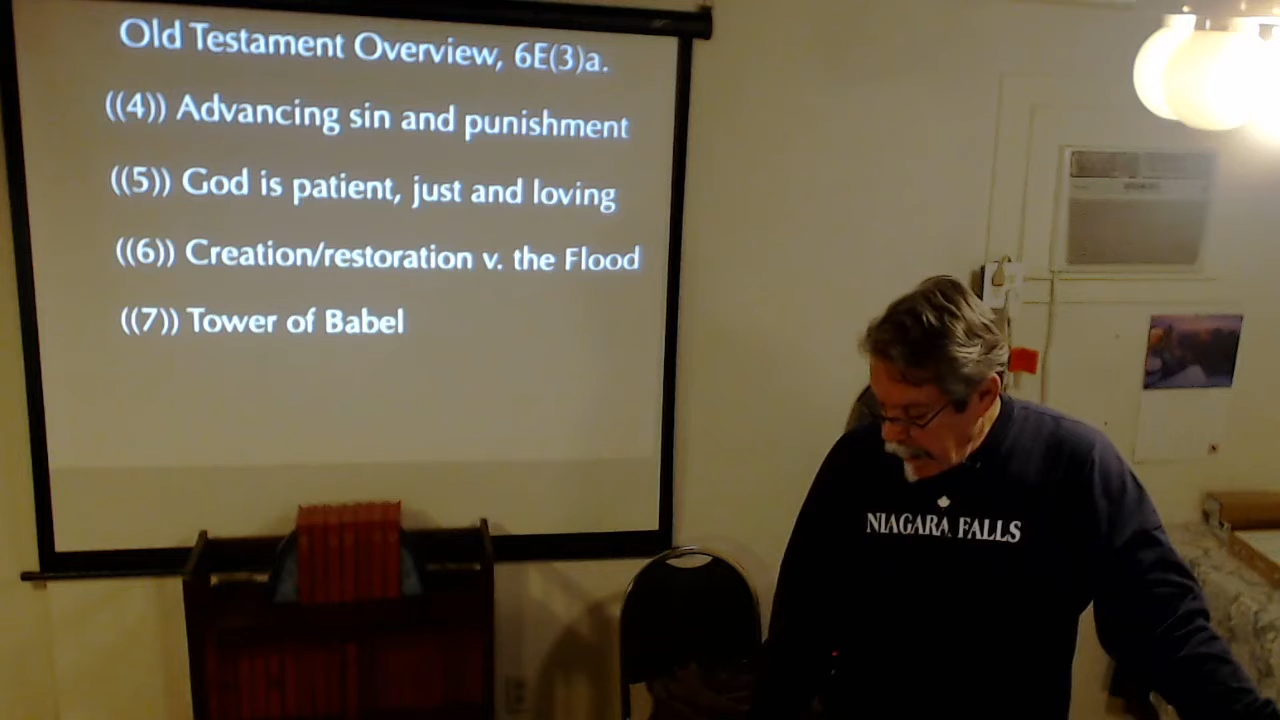 Old Testament Overview, 6E(3)a.
((4)) Advancing sin and punishment
((5)) God is patient, just and loving
((6)) Creation/restoration v. the Flood
((7)) Tower of Babel
NIAGARA FALLS